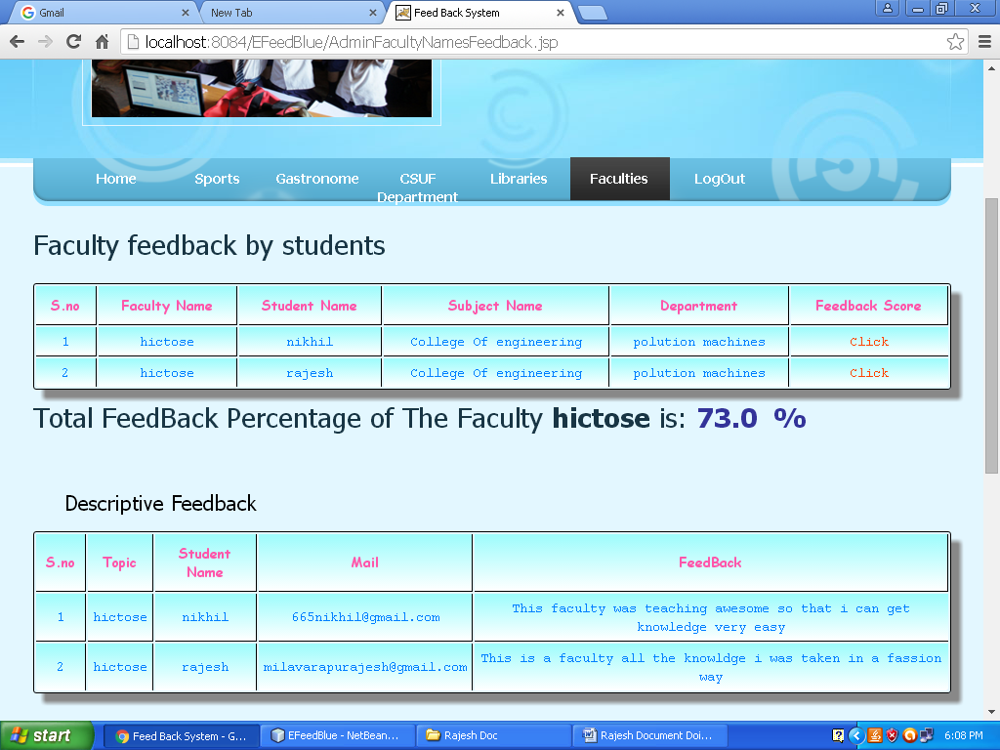 Gmail
New Tab
Feed Back System
localhost:8084/EFeedBlue/AdminFacultyNamesFeedback.jsp
Home Sports Gastronome CSUF Department Libraries Faculties LogOut
Faculty feedback by students
S.no Faculty Name Student Name Subject Name Department Feedback Score
1 hictose nikhil College Of engineering polution machines Click
2 hictose rajesh College Of engineering polution machines Click
Total FeedBack Percentage of The Faculty hictose is: 73.0 %
Descriptive Feedback
S.no Topic Student Name Mail FeedBack
1 hictose nikhil 665nikhil@gmail.com This faculty was teaching awesome so that i can get
knowledge very easy
2 hictose rajesh milavarapurajesh@gmail.com This is a faculty all the knowldge i was taken in a fassion
way
start Feed Back System - G... EFeedBlue - NetBean... Rajesh Doc Rajesh Document Doi... 6:08 PM